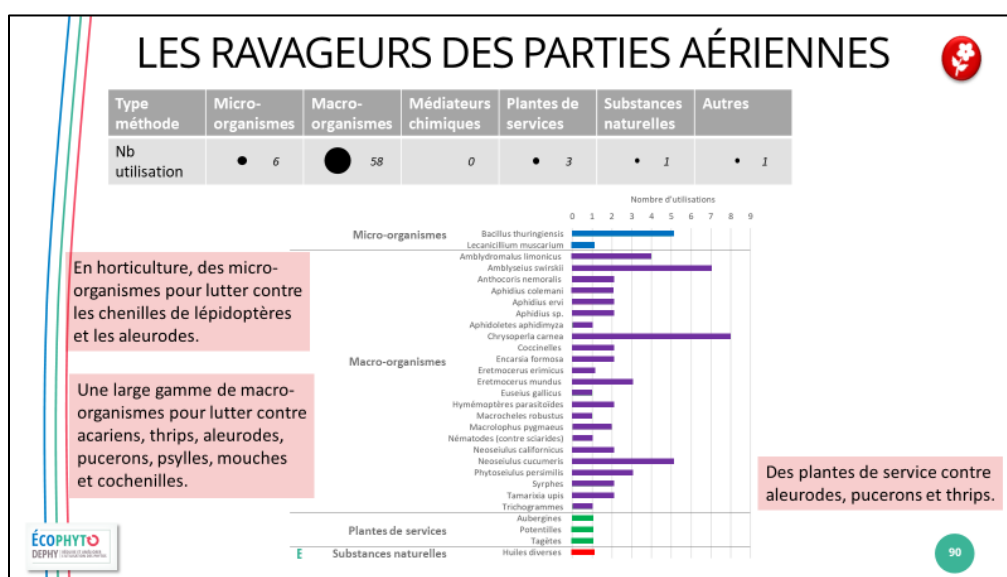 LES RAVAGEURS DES PARTIES AÉRIENNES
Type méthode
Micro-organismes
Macro-organismes
Médiateurs chimiques
Plantes de services
Substances naturelles
Autres
Nb utilisation
6
58
0
3
1
1
Nombre d'utilisations
0 1 2 3 4 5 6 7 8 9
Micro-organismes
Bacillus thuringiensis
Lecanicillium muscarium
Macro-organismes
Amblydromalus limonicus
Amblyseius swirskii
Anthocoris nemoralis
Aphidius colemani
Aphidius ervi
Aphidius sp.
Aphidoletes aphidimyza
Chrysoperla carnea
Coccinelles
Encarsia formosa
Eretmocerus erimicus
Eretmocerus mundus
Euseius gallicus
Hyménoptères parasitoïdes
Macrocheles robustus
Macrolophus pygmaeus
Nématodes (contre sciarides)
Neoseiulus californicus
Neoseiulus cucumeris
Phytoseiulus persimilis
Syrphes
Tamarixia upis
Trichogrammes
Plantes de services
Aubergines
Potentilles
Tagètes
E
Substances naturelles
Huiles diverses
En horticulture, des micro-
organismes pour lutter contre
les chenilles de lépidoptères
et les aleurodes.
Une large gamme de macro-
organismes pour lutter contre
acariens, thrips, aleurodes,
pucerons, psylles, mouches
et cochenilles.
Des plantes de service contre
aleurodes, pucerons et thrips.
ÉCOPHYTO
DEPHY
90